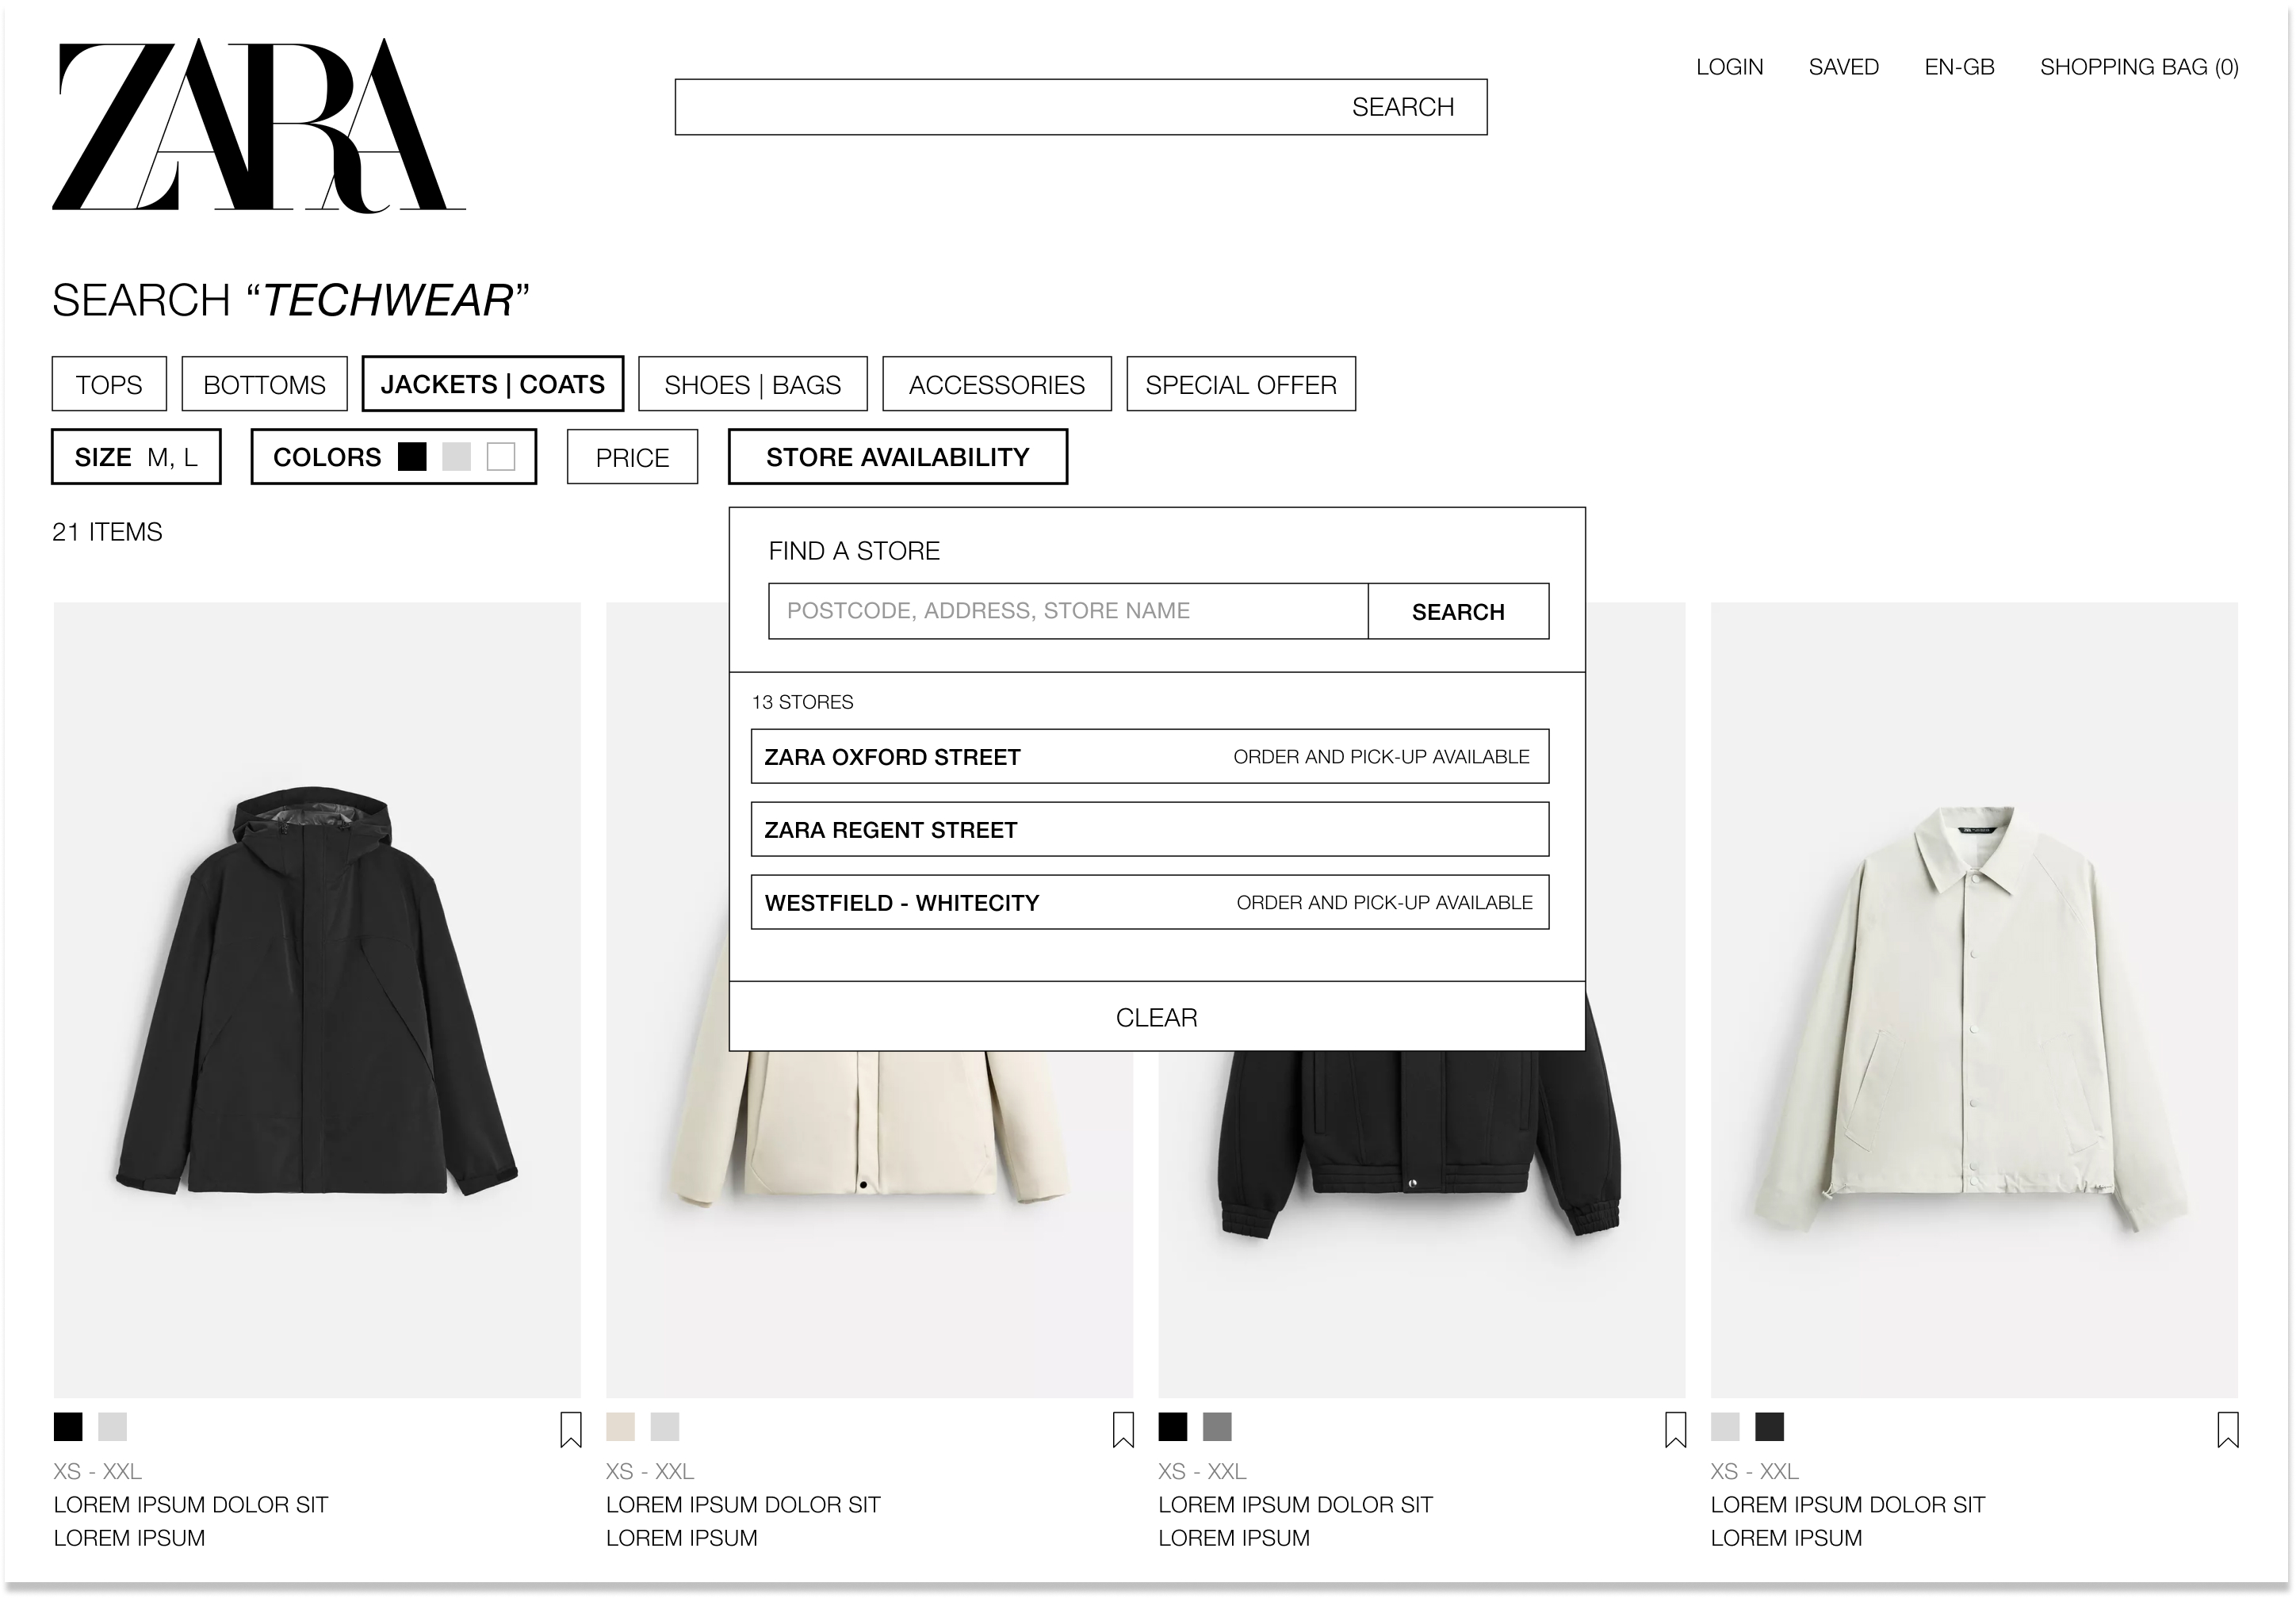 ZARA
SEARCH
LOGIN SAVED EN-GB SHOPPING BAG (0)
SEARCH “TECHWEAR”
TOPS BOTTOMS JACKETS | COATS SHOES | BAGS ACCESSORIES SPECIAL OFFER
SIZE M, L COLORS PRICE STORE AVAILABILITY
21 ITEMS
FIND A STORE
POSTCODE, ADDRESS, STORE NAME SEARCH
13 STORES
ZARA OXFORD STREET ORDER AND PICK-UP AVAILABLE
ZARA REGENT STREET
WESTFIELD - WHITECITY ORDER AND PICK-UP AVAILABLE
CLEAR
XS - XXL XS - XXL XS - XXL XS - XXL
LOREM IPSUM DOLOR SIT LOREM IPSUM DOLOR SIT LOREM IPSUM DOLOR SIT LOREM IPSUM DOLOR SIT
LOREM IPSUM LOREM IPSUM LOREM IPSUM LOREM IPSUM